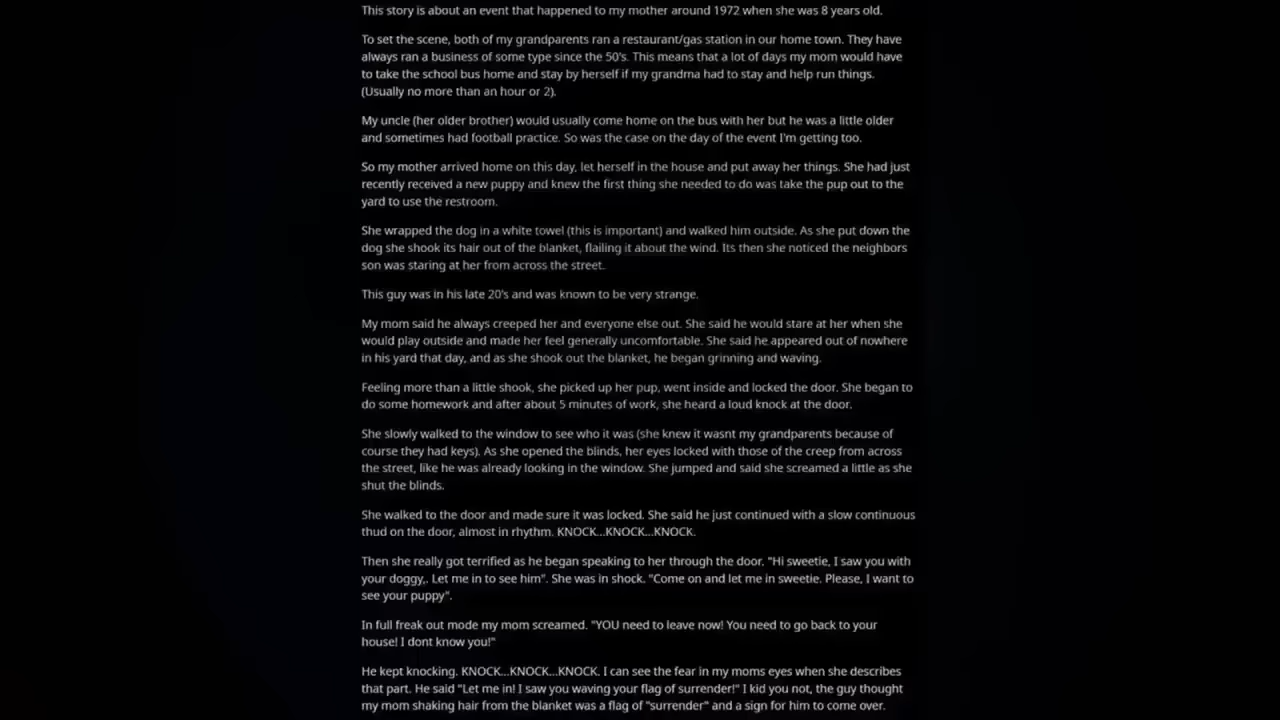 This story is about an event that happened to my mother around 1972 when she was 8 years old.
To set the scene, both of my grandparents ran a restaurant/gas station in our home town. They have
always ran a business of some type since the 50's. This means that a lot of days my mom would have
to take the school bus home and stay by herself if my grandma had to stay and help run things.
(Usually no more than an hour or 2).
My uncle (her older brother) would usually come home on the bus with her but he was a little older
and sometimes had football practice. So was the case on the day of the event I'm getting too.
So my mother arrived home on this day, let herself in the house and put away her things. She had just
recently received a new puppy and knew the first thing she needed to do was take the pup out to the
yard to use the restroom.
She wrapped the dog in a white towel (this is important) and walked him outside. As she put down the
dog she shook its hair out of the blanket, flailing it about the wind. Its then she noticed the neighbors
son was staring at her from across the street.
This guy was in his late 20's and was known to be very strange.
My mom said he always creeped her and everyone else out. She said he would stare at her when she
would play outside and made her feel generally uncomfortable. She said he appeared out of nowhere
in his yard that day, and as she shook out the blanket, he began grinning and waving.
Feeling more than a little shook, she picked up her pup, went inside and locked the door. She began to
do some homework and after about 5 minutes of work, she heard a loud knock at the door.
She slowly walked to the window to see who it was (she knew it wasnt my grandparents because of
course they had keys). As she opened the blinds, her eyes locked with those of the creep from across
the street, like he was already looking in the window. She jumped and said she screamed a little as she
shut the blinds.
She walked to the door and made sure it was locked. She said he just continued with a slow continuous
thud on the door, almost in rhythm. KNOCK...KNOCK...KNOCK.
Then she really got terrified as he began speaking to her through the door. "Hi sweetie, I saw you with
your doggy,. Let me in to see him". She was in shock. "Come on and let me in sweetie. Please, I want to
see your puppy".
In full freak out mode my mom screamed. "YOU need to leave now! You need to go back to your
house! I dont know you!"
He kept knocking. KNOCK...KNOCK...KNOCK. I can see the fear in my moms eyes when she describes
that part. He said "Let me in! I saw you waving your flag of surrender!" I kid you not, the guy thought
my mom shaking hair from the blanket was a flag of "surrender" and a sign for him to come over.